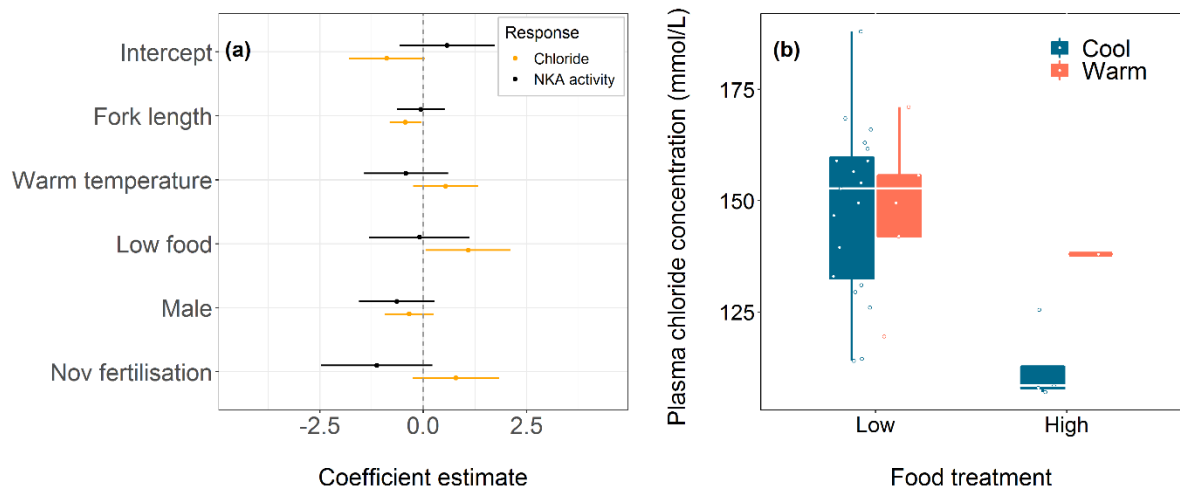 (a)
Response
Chloride
NKA activity
Intercept
Fork length
Warm temperature
Low food
Male
Nov fertilisation
-2.5
0.0
2.5
Coefficient estimate
(b)
Cool
Warm
Plasma chloride concentration (mmol/L)
175
150
125
Low
High
Food treatment